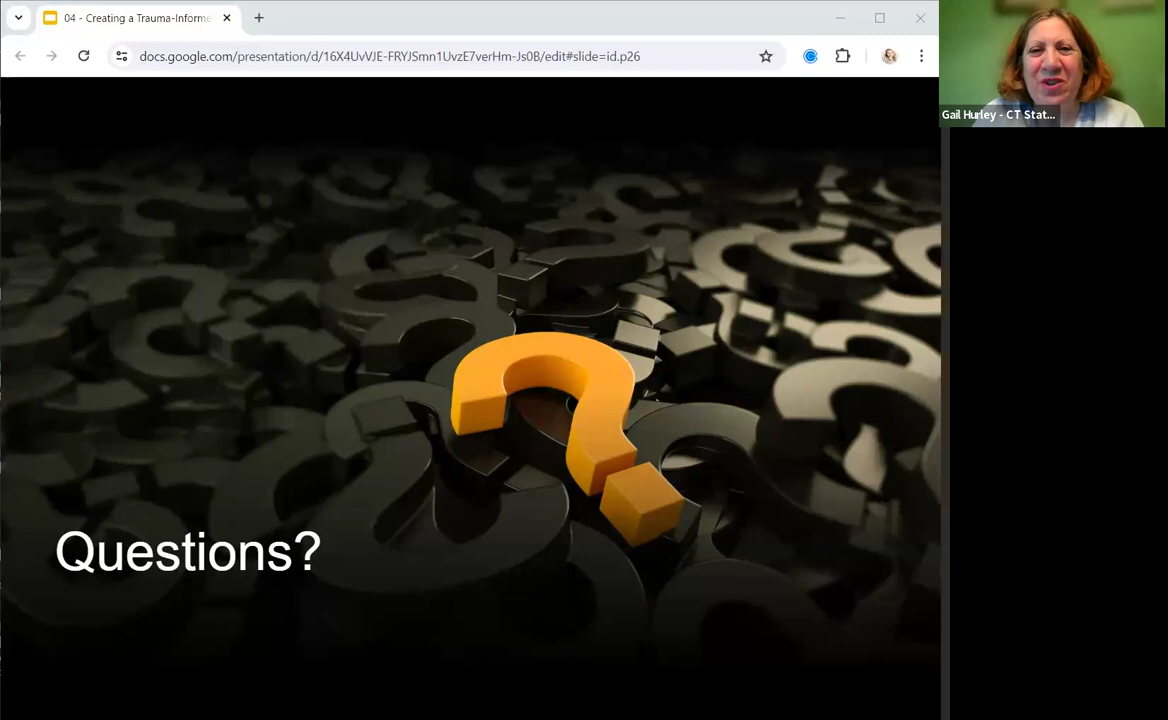 04 - Creating a Trauma-Informe
docs.google.com/presentation/d/16X4UvVJE-FRYJSmn1UvzE7verHm-Js0B/edit#slide=id.p26
Gail Hurley - CT Stat...
Questions?